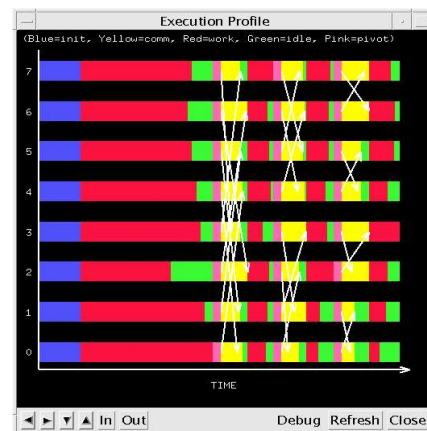 Execution Profile
(Blue=init, Yellow=comm, Red=work, Green=idle, Pink=pivot)
7
6
5
4
3
2
1
0
TIME
In Out Debug Refresh Close